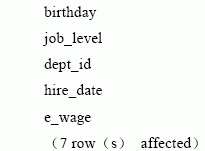 birthday
job_level
dept_id
hire_date
e_wage
（7 row（s） affected）